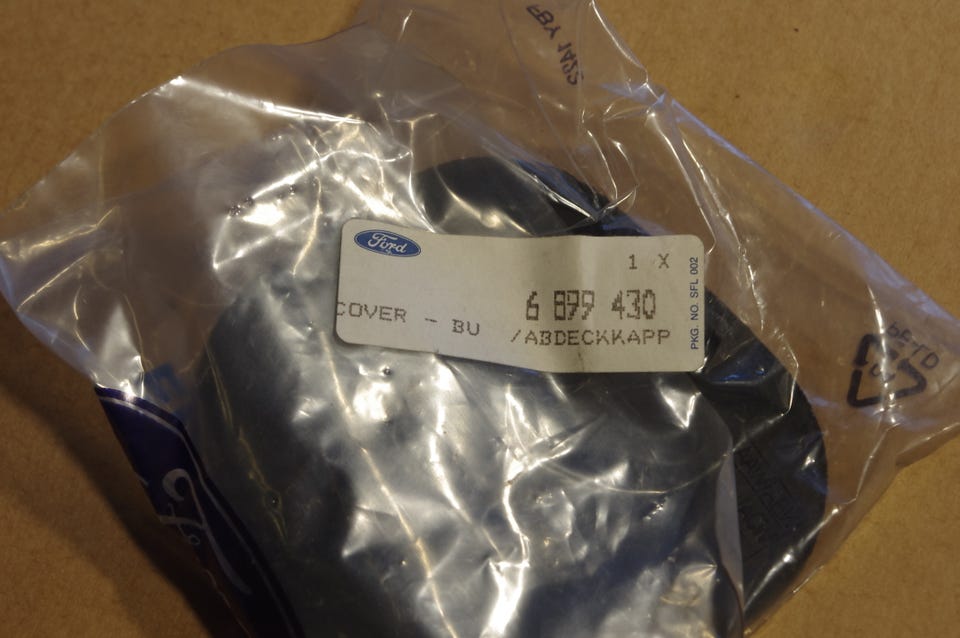 Ford
1 X
6 899 430
COVER - BU /ABDECKKAPP
PKG. NO. SFL 002